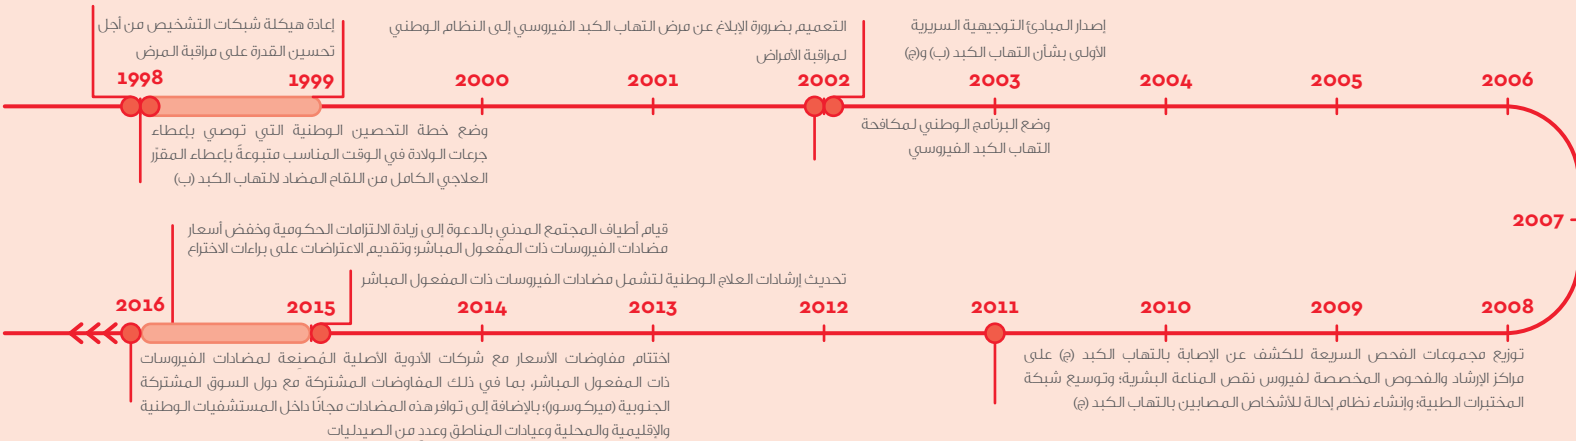 إعادة هيكلة شبكات التشخيص من أجل
تحسين القدرة على مراقبة المرض
التعميم بضرورة الإبلاغ عن مرض التهاب الكبد الفيروسي إلى النظام الوطني
لمراقبة الأمراض
إصدار المبادئ التوجيهية السريرية
الأولى بشأن التهاب الكبد (ب) و(ج)
1998
1999
2000
2001
2002
2003
2004
2005
2006
وضع خطة التحصين الوطنية التي توصي بإعطاء
جرعات الولادة في الوقت المناسب متبوعةً بإعطاء المقرّر
العلاجي الكامل من اللقاح المضاد لالتهاب الكبد (ب)
وضع البرنامج الوطني لمكافحة
التهاب الكبد الفيروسي
2007
قيام أطياف المجتمع المدني بالدعوة إلى زيادة الالتزامات الحكومية وخفض أسعار
مضادات الفيروسات ذات المفعول المباشر؛ وتقديم الاعتراضات على براءات الاختراع
تحديث إرشادات العلاج الوطنية لتشمل مضادات الفيروسات ذات المفعول المباشر
2008
2009
2010
2011
2012
2013
2014
2015
2016
توزيع مجموعات الفحص السريعة للكشف عن الإصابة بالتهاب الكبد (ج) على
مراكز الإرشاد والفحوص المخصصة لفيروس نقص المناعة البشرية؛ وتوسيع شبكة
المختبرات الطبية؛ وإنشاء نظام إحالة للأشخاص المصابين بالتهاب الكبد (ج)
اختتام مفاوضات الأسعار مع شركات الأدوية الأصلية المُصنِعة لمضادات الفيروسات
ذات المفعول المباشر، بما في ذلك المفاوضات المشتركة مع دول السوق المشتركة
الجنوبية (ميركوسور)؛ بالإضافة إلى توافر هذه المضادات مجانًا داخل المستشفيات الوطنية
والإقليمية والمحلية وعيادات المناطق وعددٍ من الصيدليات